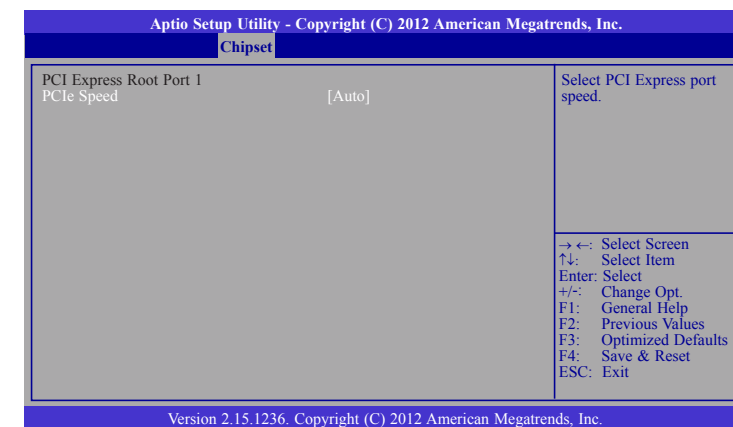 Aptio Setup Utility - Copyright (C) 2012 American Megatrends, Inc.
Chipset
PCI Express Root Port 1
PCIe Speed [Auto]
Select PCI Express port
speed.
→ ←: Select Screen
↑↓: Select Item
Enter: Select
+/-: Change Opt.
F1: General Help
F2: Previous Values
F3: Optimized Defaults
F4: Save & Reset
ESC: Exit
Version 2.15.1236. Copyright (C) 2012 American Megatrends, Inc.